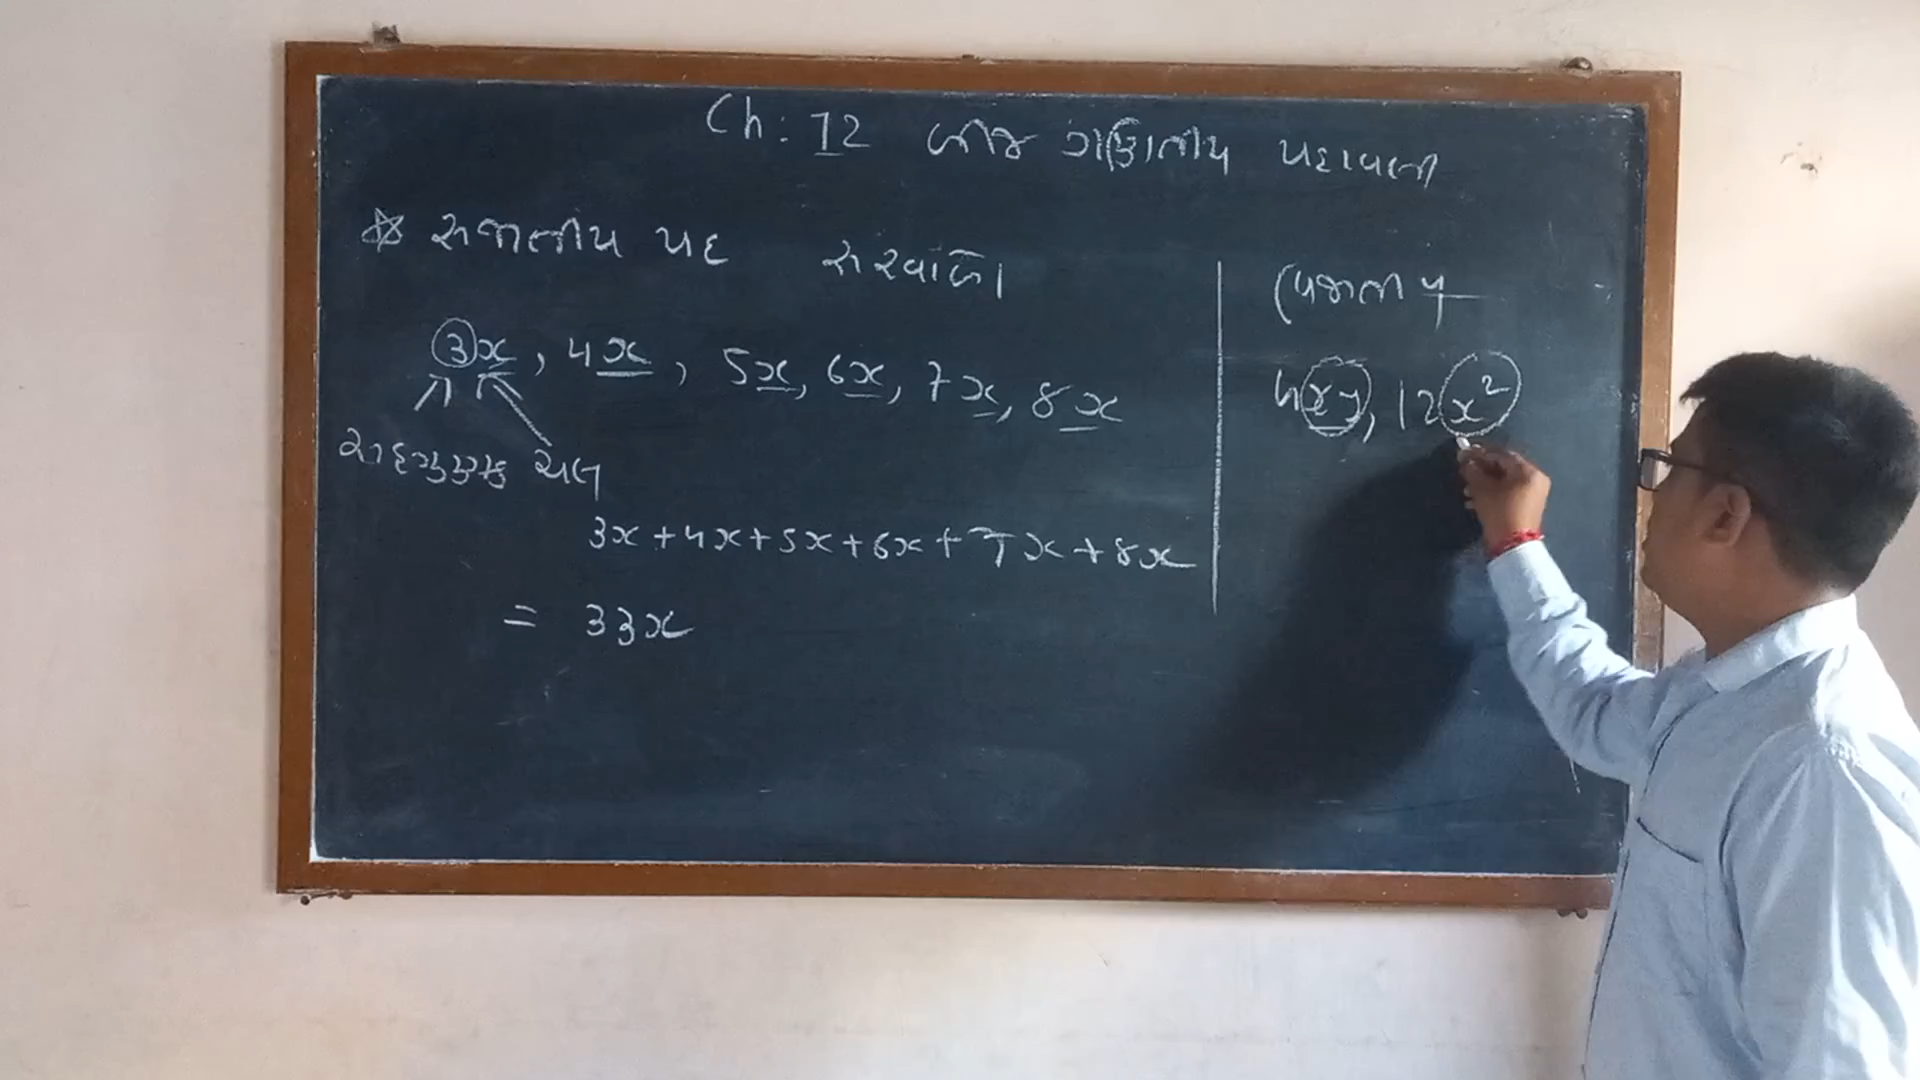 Ch : 12 બીજ ગણિતીય પદાવલી
☆ સજાતીય પદ સરવાળો
3x, 4x, 5x, 6x, 7x, 8x
સહગુણક ચલ
3x + 4x + 5x + 6x + 7x + 8x
= 33x
વિજાતીય
4xy, 12x²